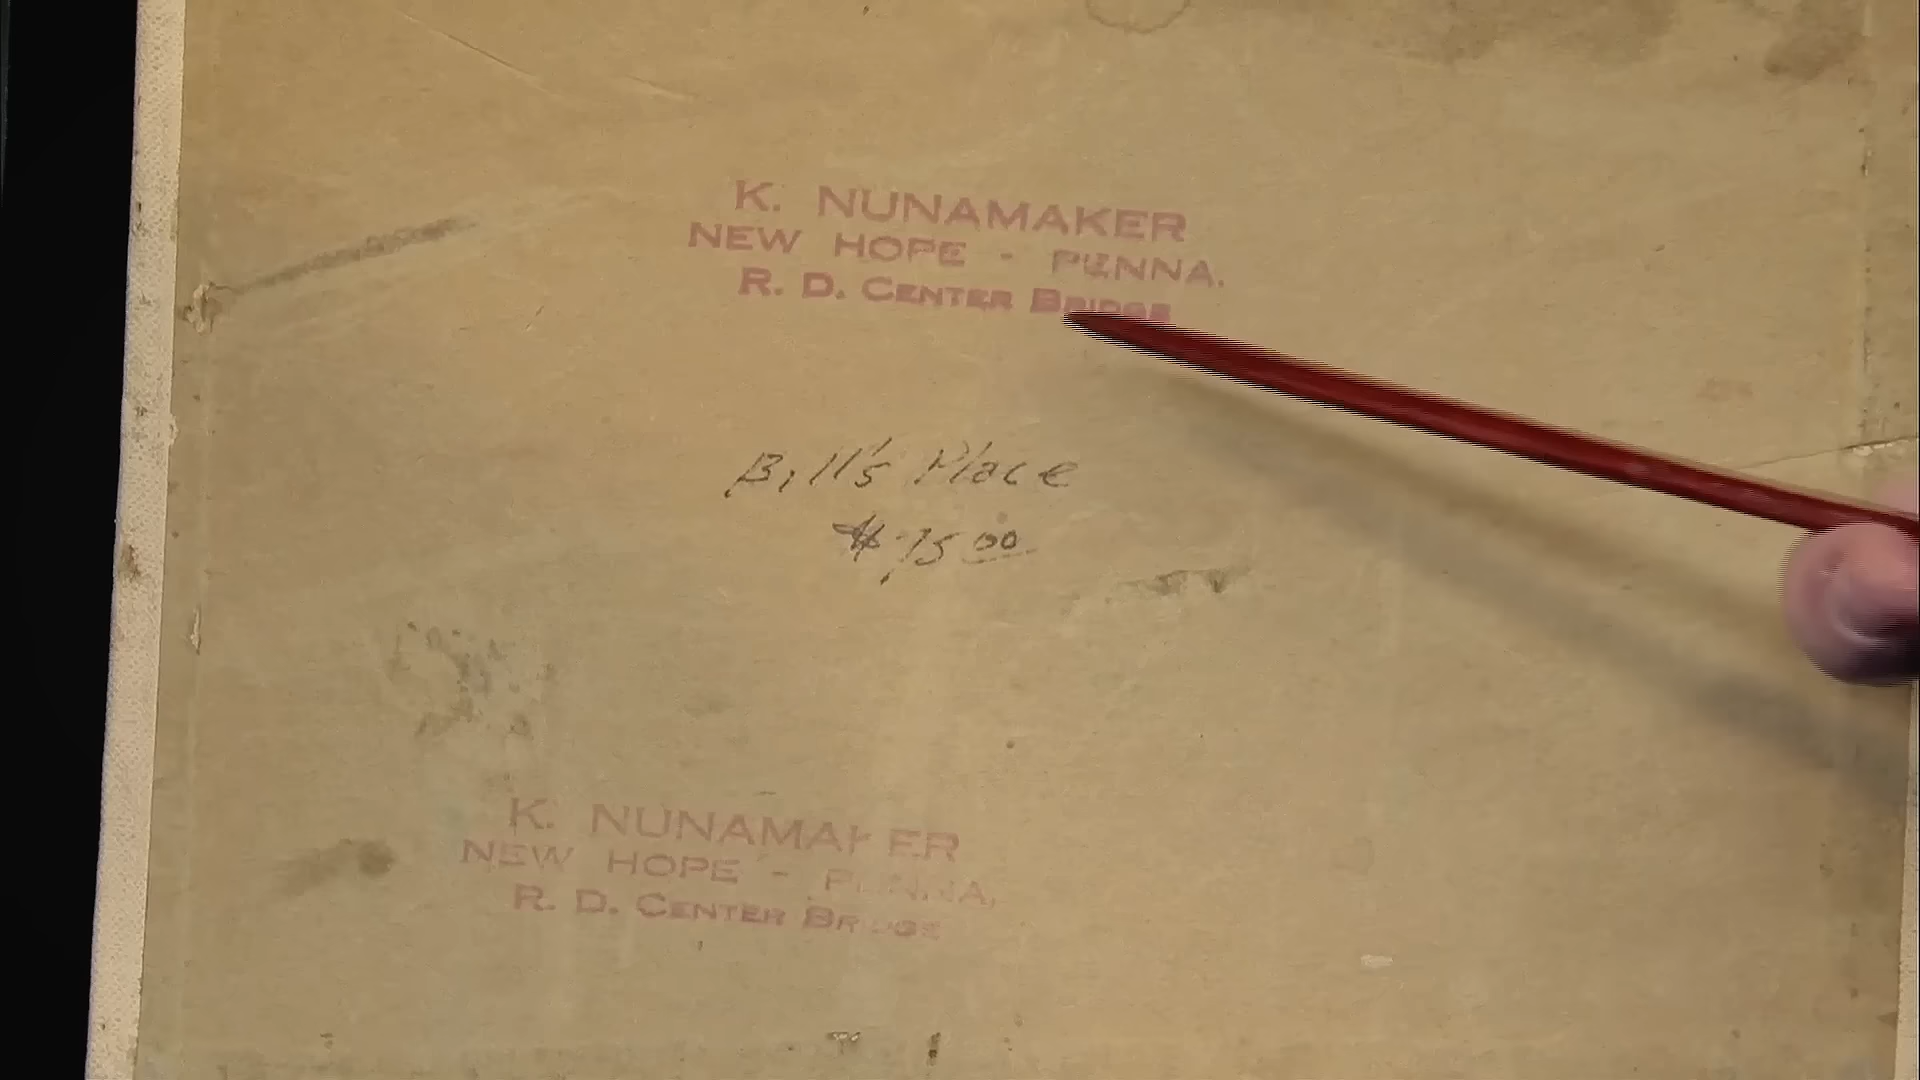 K. NUNAMAKER
NEW HOPE - PENNA.
R. D. CENTER BRIDGE
Bill's Place
$75.00
K. NUNAMAKER
NEW HOPE - PENNA.
R. D. CENTER BRIDGE